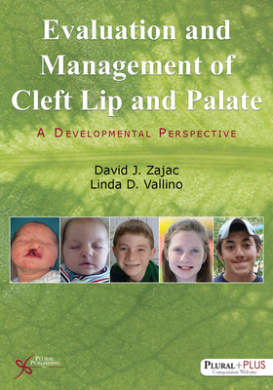 Evaluation and
Management of
Cleft Lip and Palate
A Developmental Perspective
David J. Zajac
Linda D. Vallino
Plural
Publishing
Plural+Plus
Companion Website